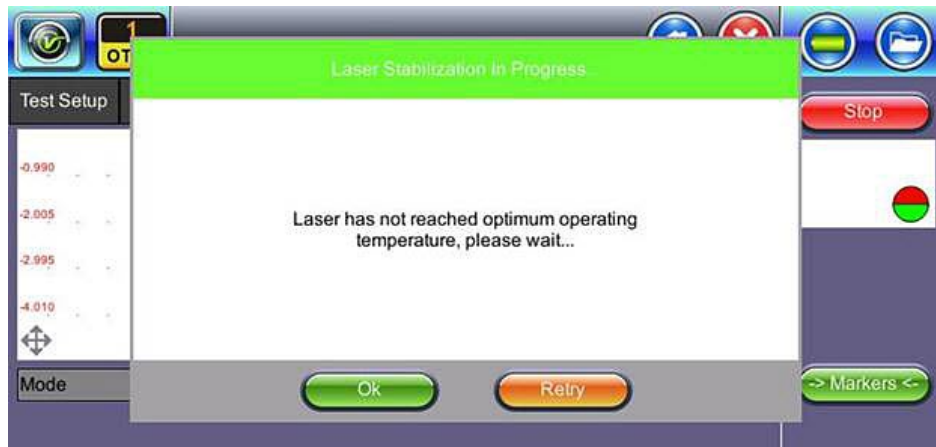 1
OT
Laser Stabilization In Progress...
Test Setup
Stop
-0.990
-2.005
-2.995
-4.010
Laser has not reached optimum operating
temperature, please wait...
Mode
Ok
Retry
-> Markers <-